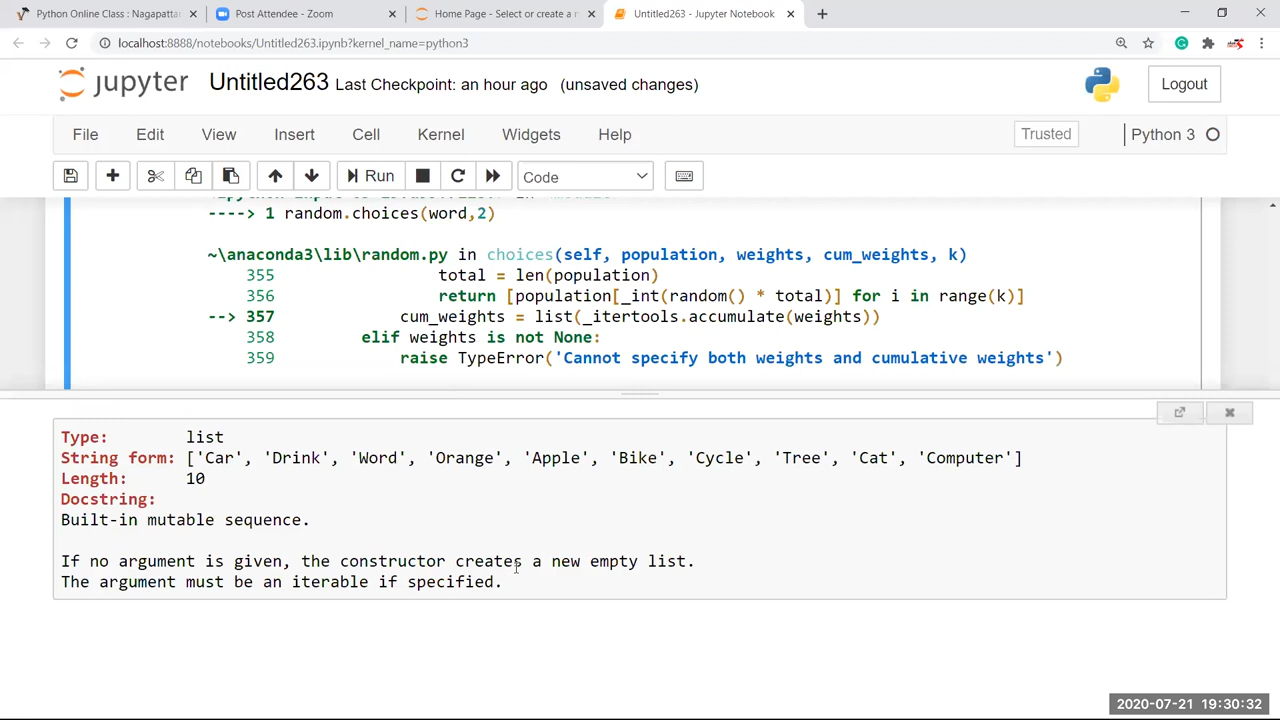 Python Online Class : Nagapatta
Post Attendee - Zoom
Home Page - Select or create a n
Untitled263 - Jupyter Notebook
localhost:8888/notebooks/Untitled263.ipynb?kernel_name=python3
jupyter Untitled263 Last Checkpoint: an hour ago (unsaved changes)
Logout
File Edit View Insert Cell Kernel Widgets Help
Trusted
Python 3
Run
Code
----> 1 random.choices(word,2)
~\anaconda3\lib\random.py in choices(self, population, weights, cum_weights, k)
355 total = len(population)
356 return [population[_int(random() * total)] for i in range(k)]
--> 357 cum_weights = list(_itertools.accumulate(weights))
358 elif weights is not None:
359 raise TypeError('Cannot specify both weights and cumulative weights')
Type: list
String form: ['Car', 'Drink', 'Word', 'Orange', 'Apple', 'Bike', 'Cycle', 'Tree', 'Cat', 'Computer']
Length: 10
Docstring:
Built-in mutable sequence.
If no argument is given, the constructor creates a new empty list.
The argument must be an iterable if specified.
2020-07-21 19:30:32